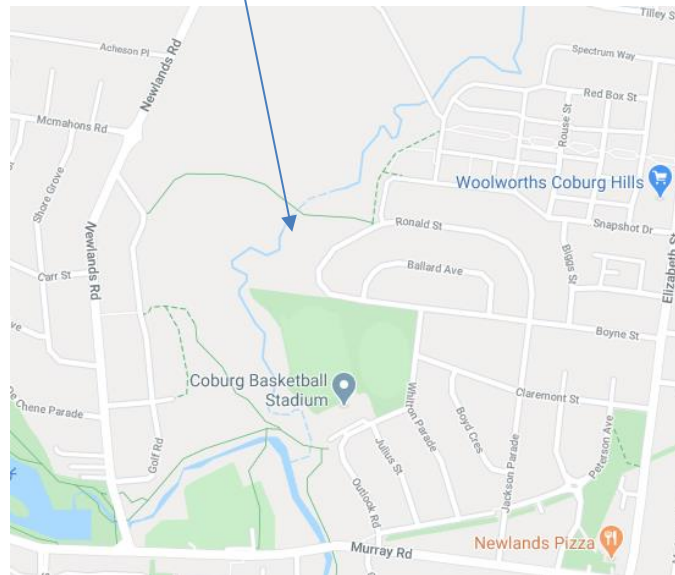 Tilley S
Acheson Pl
Newlands Rd
Spectrum Way
Red Box St
Rouse St
Mcmahons Rd
Shore Grove
Woolworths Coburg Hills
Newlands Rd
Ronald St
Snapshot Dr
Biggs St
Elizabeth St
Carr St
Ballard Ave
ve
Boyne St
Coburg Basketball
Stadium
Whittron Parade
Claremont St
De Chene Parade
Golf Rd
Julius St
Boyd Cres
Jackson Parade
Peterson Ave
Outlook Rd
Murray Rd
Newlands Pizza